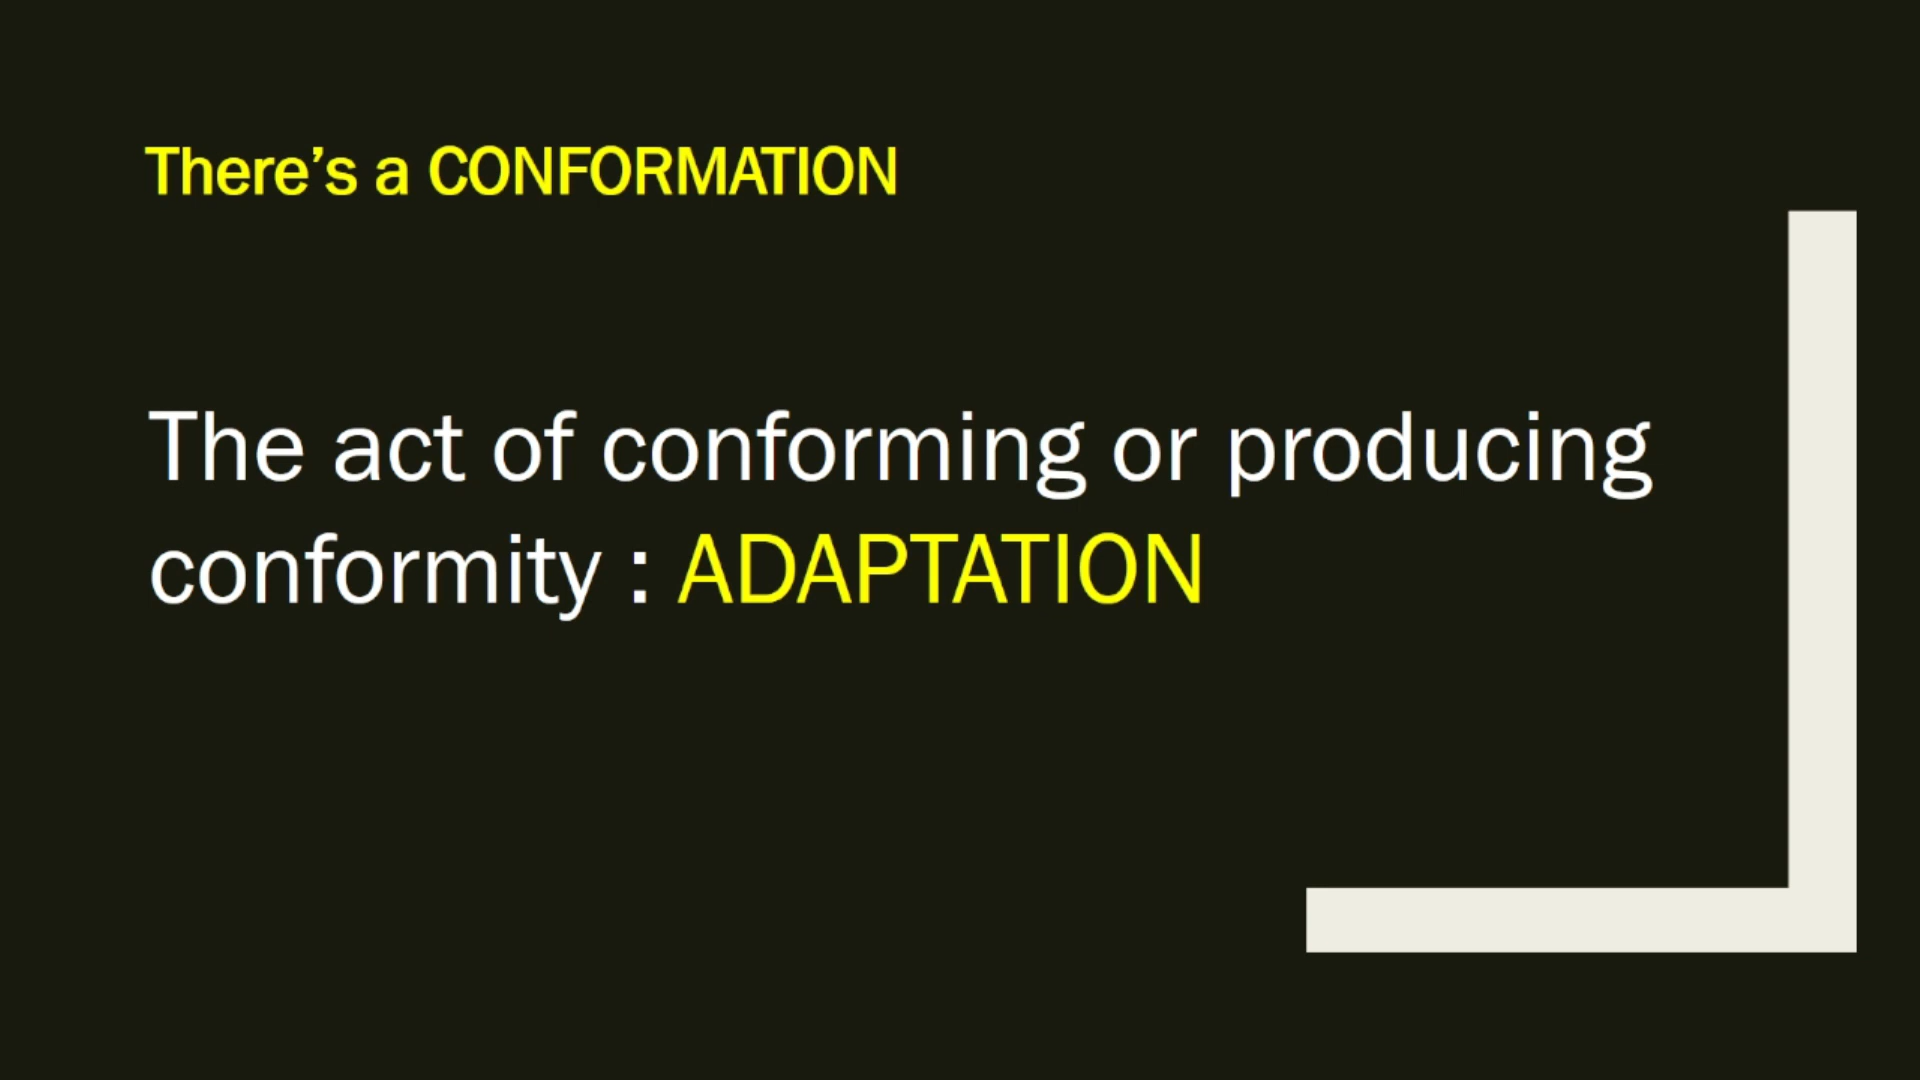 There’s a CONFORMATION
The act of conforming or producing
conformity : ADAPTATION